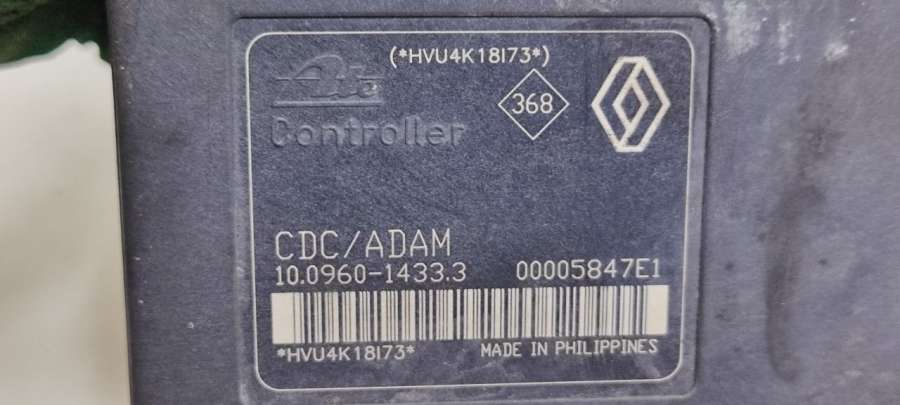 (*HVU4K18I73*)
Ate
368
Controller
CDC/ADAM
10.0960-1433.3 00005847E1
*HVU4K18I73* MADE IN PHILIPPINES